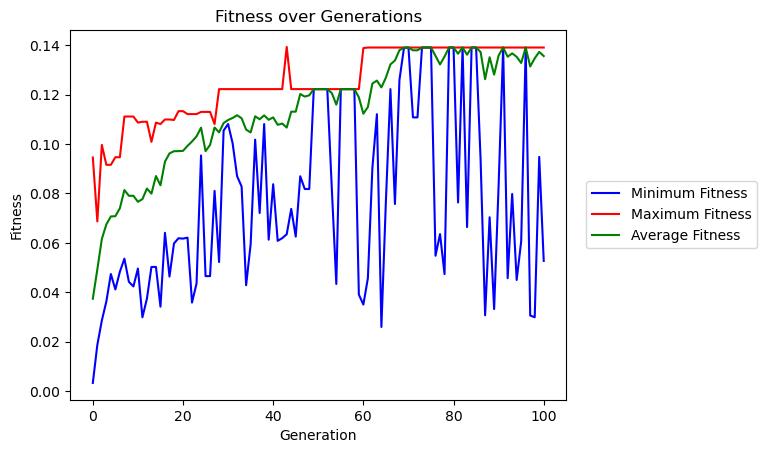 Fitness over Generations
0.14
0.12
0.10
0.08
0.06
0.04
0.02
0.00
Fitness
0 20 40 60 80 100
Generation
Minimum Fitness
Maximum Fitness
Average Fitness